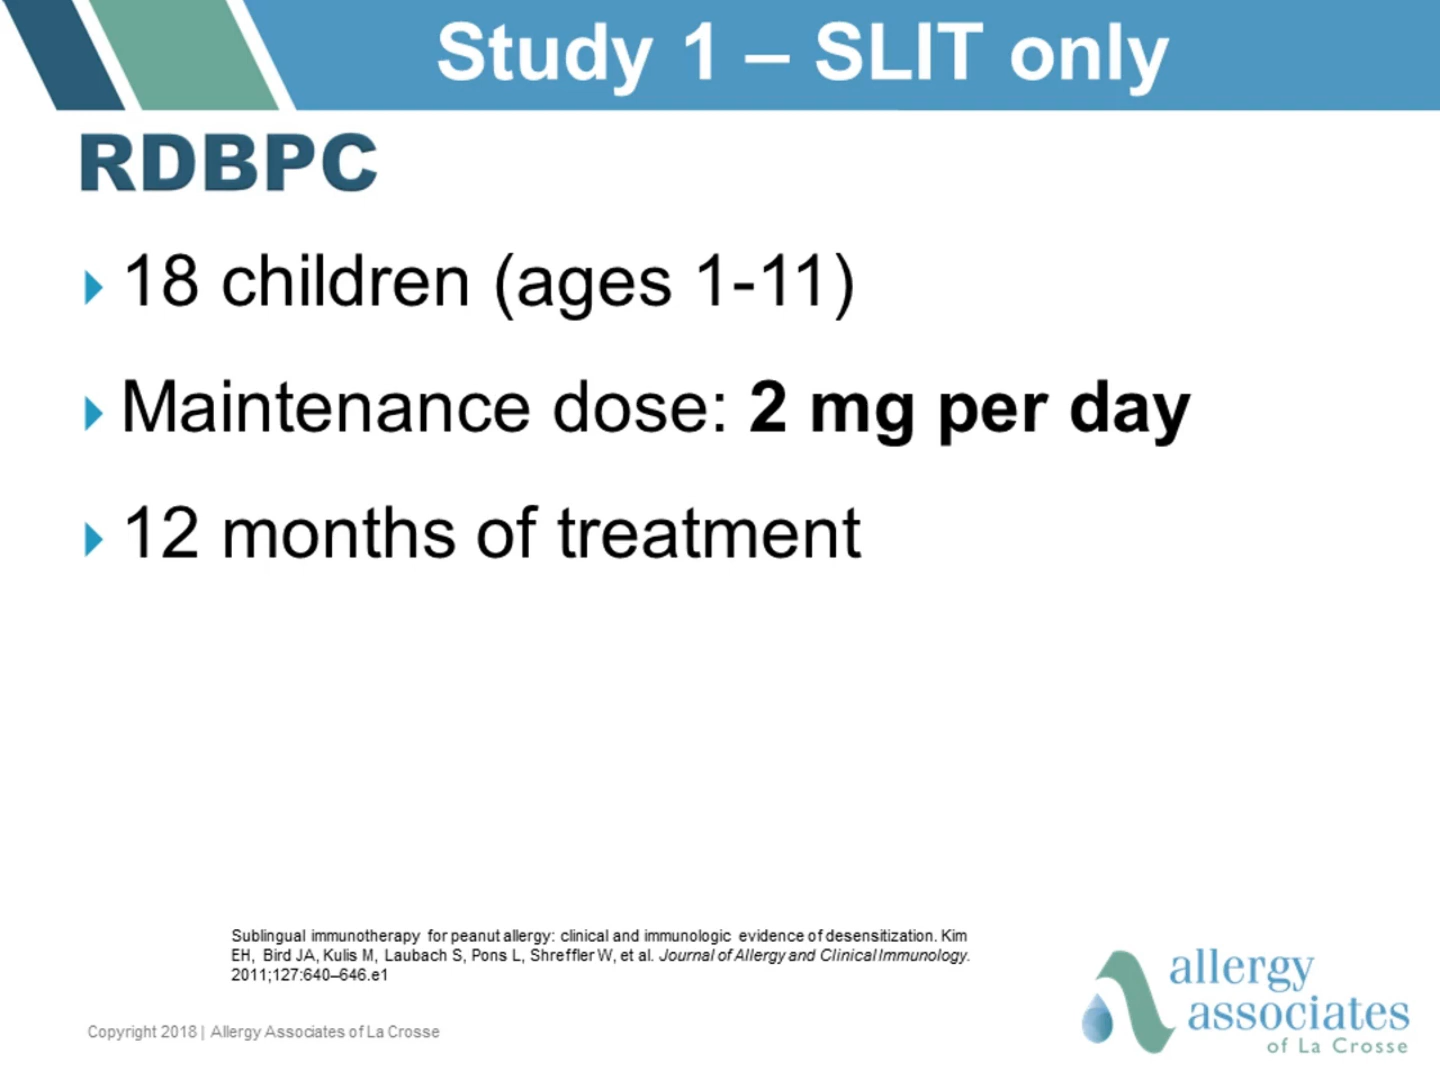 Study 1 – SLIT only
RDBPC
18 children (ages 1-11)
Maintenance dose: 2 mg per day
12 months of treatment
Sublingual immunotherapy for peanut allergy: clinical and immunologic evidence of desensitization. Kim
EH, Bird JA, Kulis M, Laubach S, Pons L, Shreffler W, et al. Journal of Allergy and Clinical Immunology.
2011;127:640–646.e1
allergy
associates
of La Crosse
Copyright 2018 | Allergy Associates of La Crosse